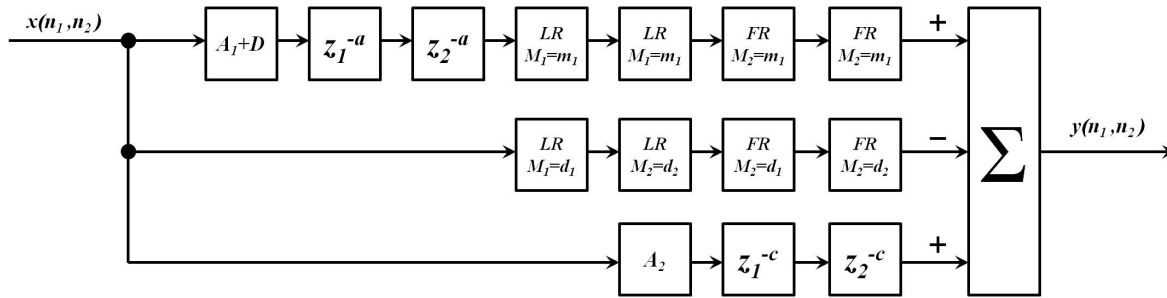 x(n₁,n₂)
A₁+D
z₁⁻ᵃ
z₂⁻ᵃ
LR
M₁=m₁
LR
M₁=m₁
FR
M₂=m₁
FR
M₂=m₁
+
LR
M₁=d₁
LR
M₂=d₂
FR
M₂=d₁
FR
M₂=d₂
−
Σ
y(n₁,n₂)
A₂
z₁⁻ᶜ
z₂⁻ᶜ
+